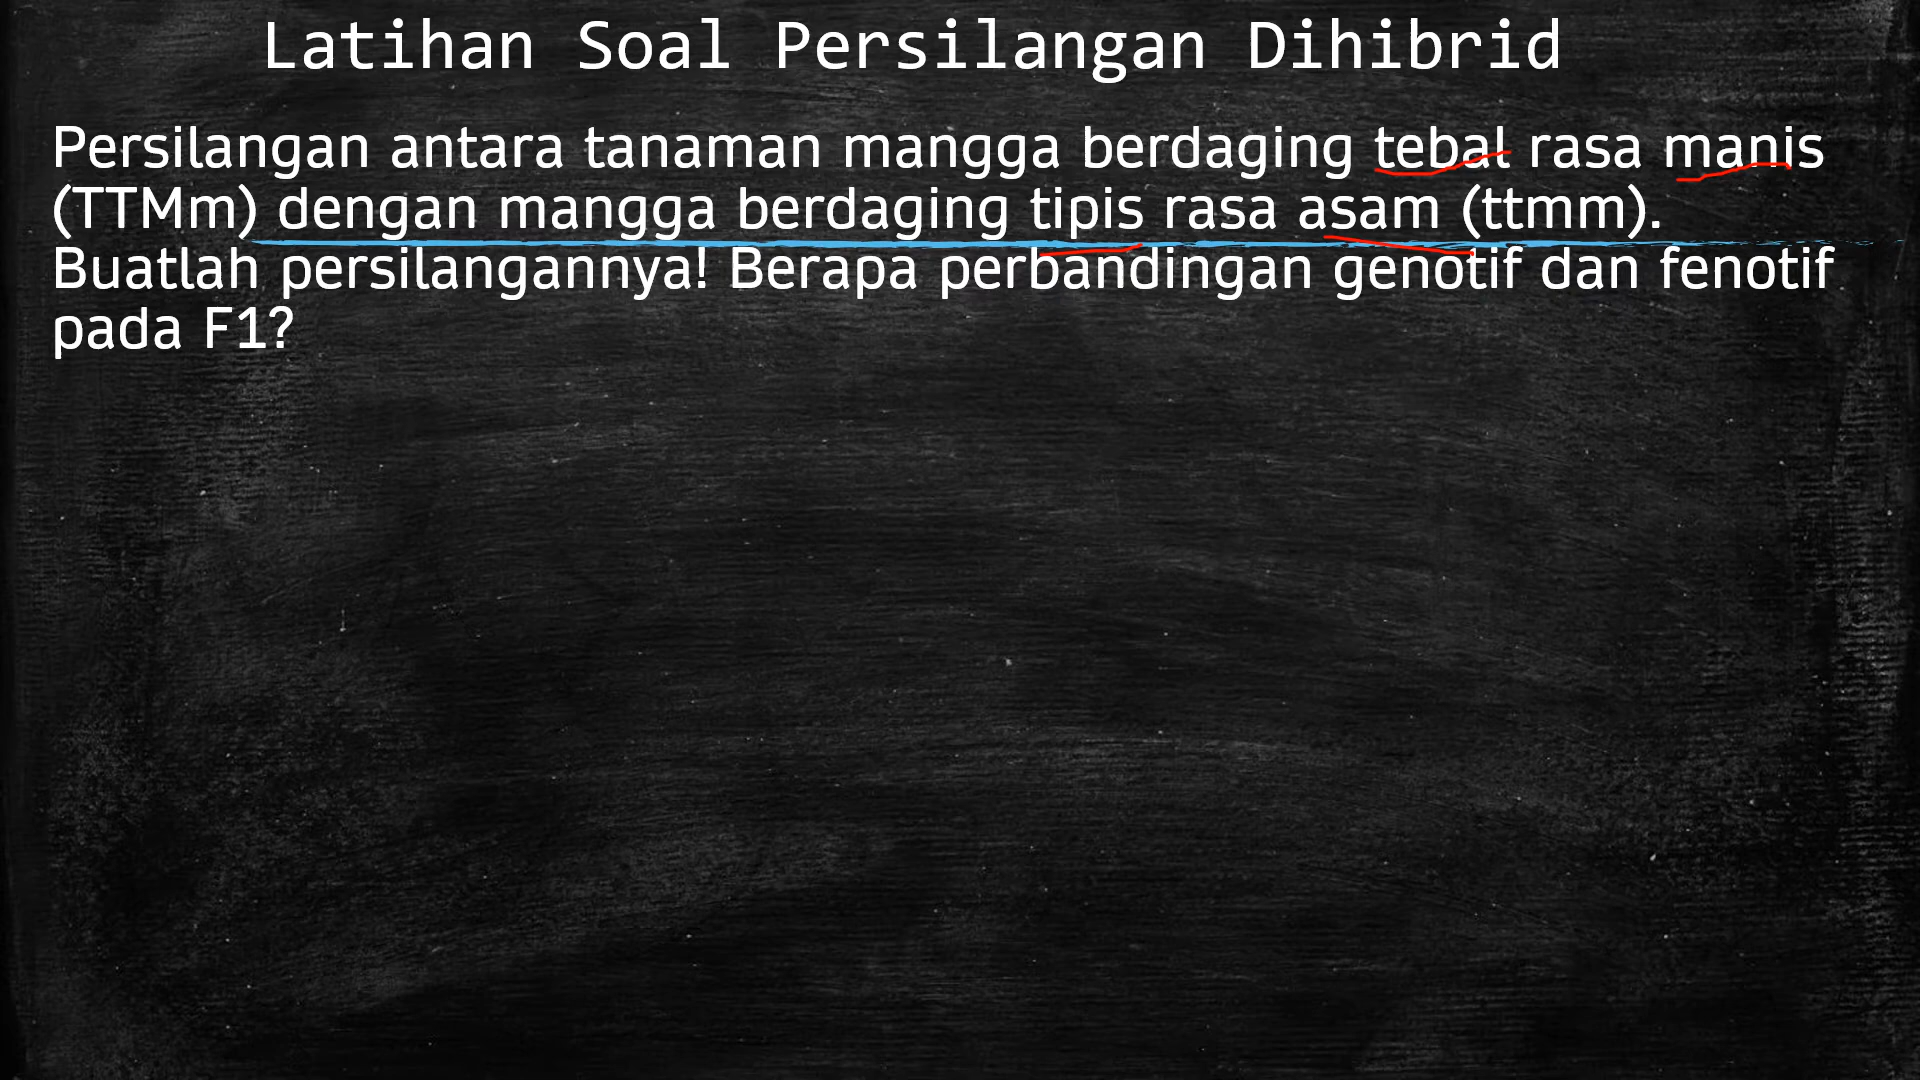 Latihan Soal Persilangan Dihibrid
Persilangan antara tanaman mangga berdaging tebal rasa manis
(TTMm) dengan mangga berdaging tipis rasa asam (ttmm).
Buatlah persilangannya! Berapa perbandingan genotif dan fenotif
pada F1?